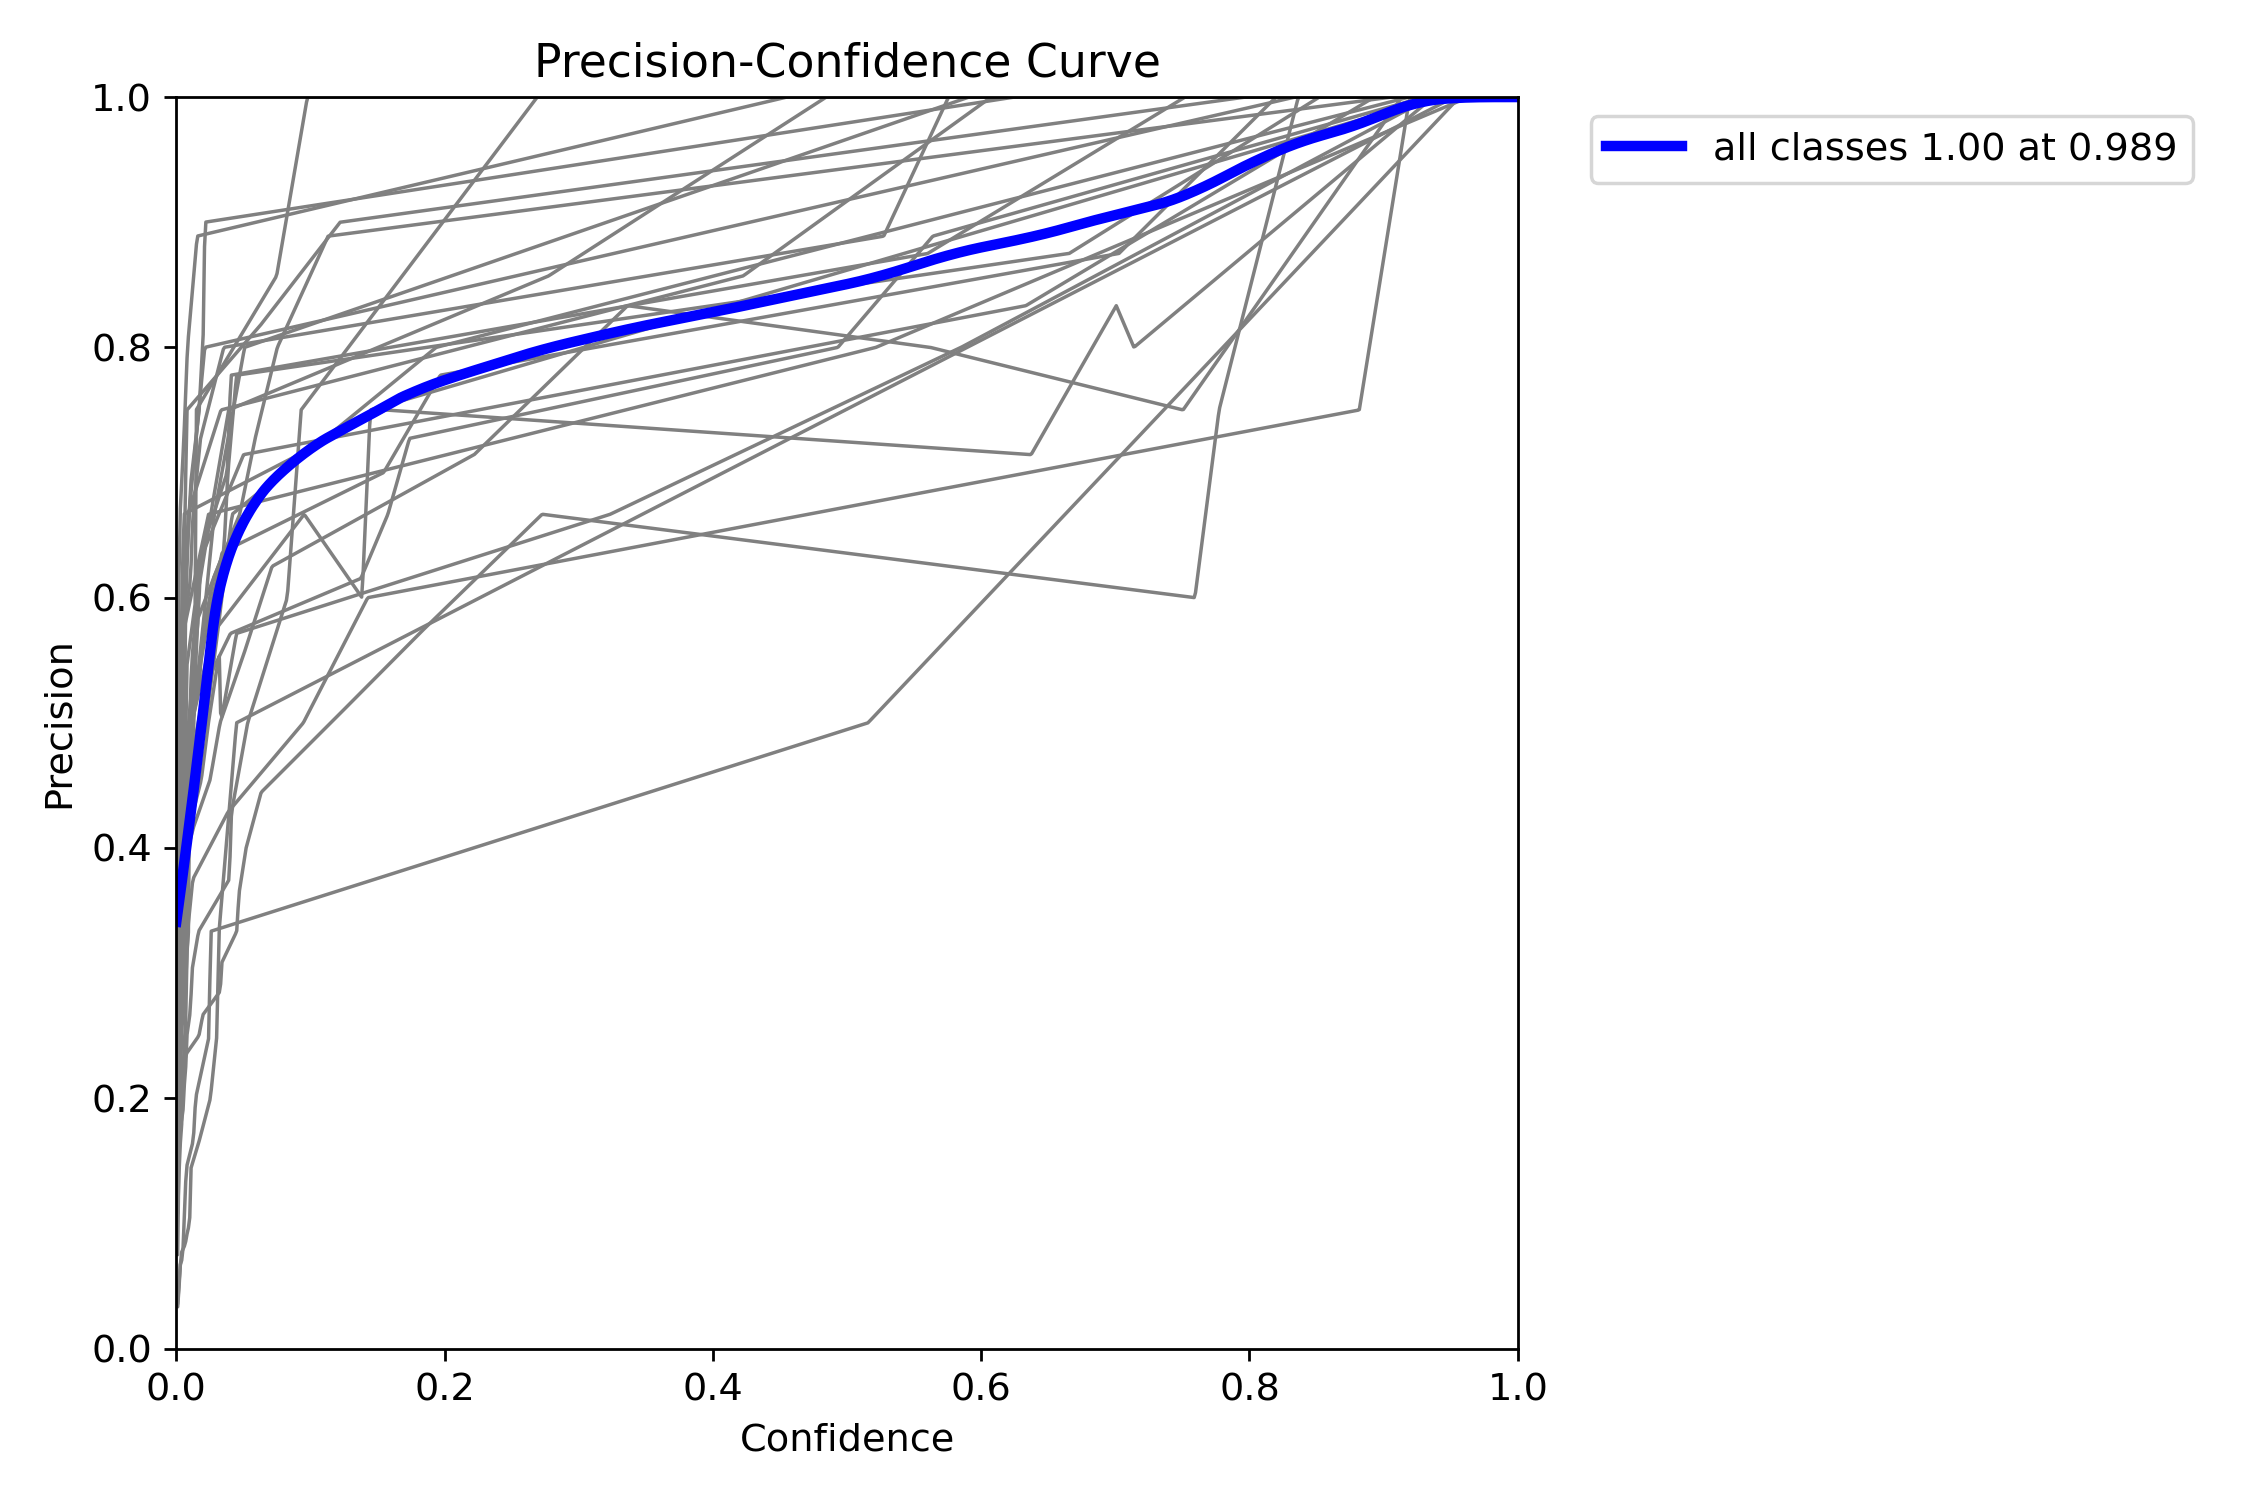 Precision-Confidence Curve
1.0
0.8
0.6
0.4
0.2
0.0
Precision
0.0 0.2 0.4 0.6 0.8 1.0
Confidence
all classes 1.00 at 0.989